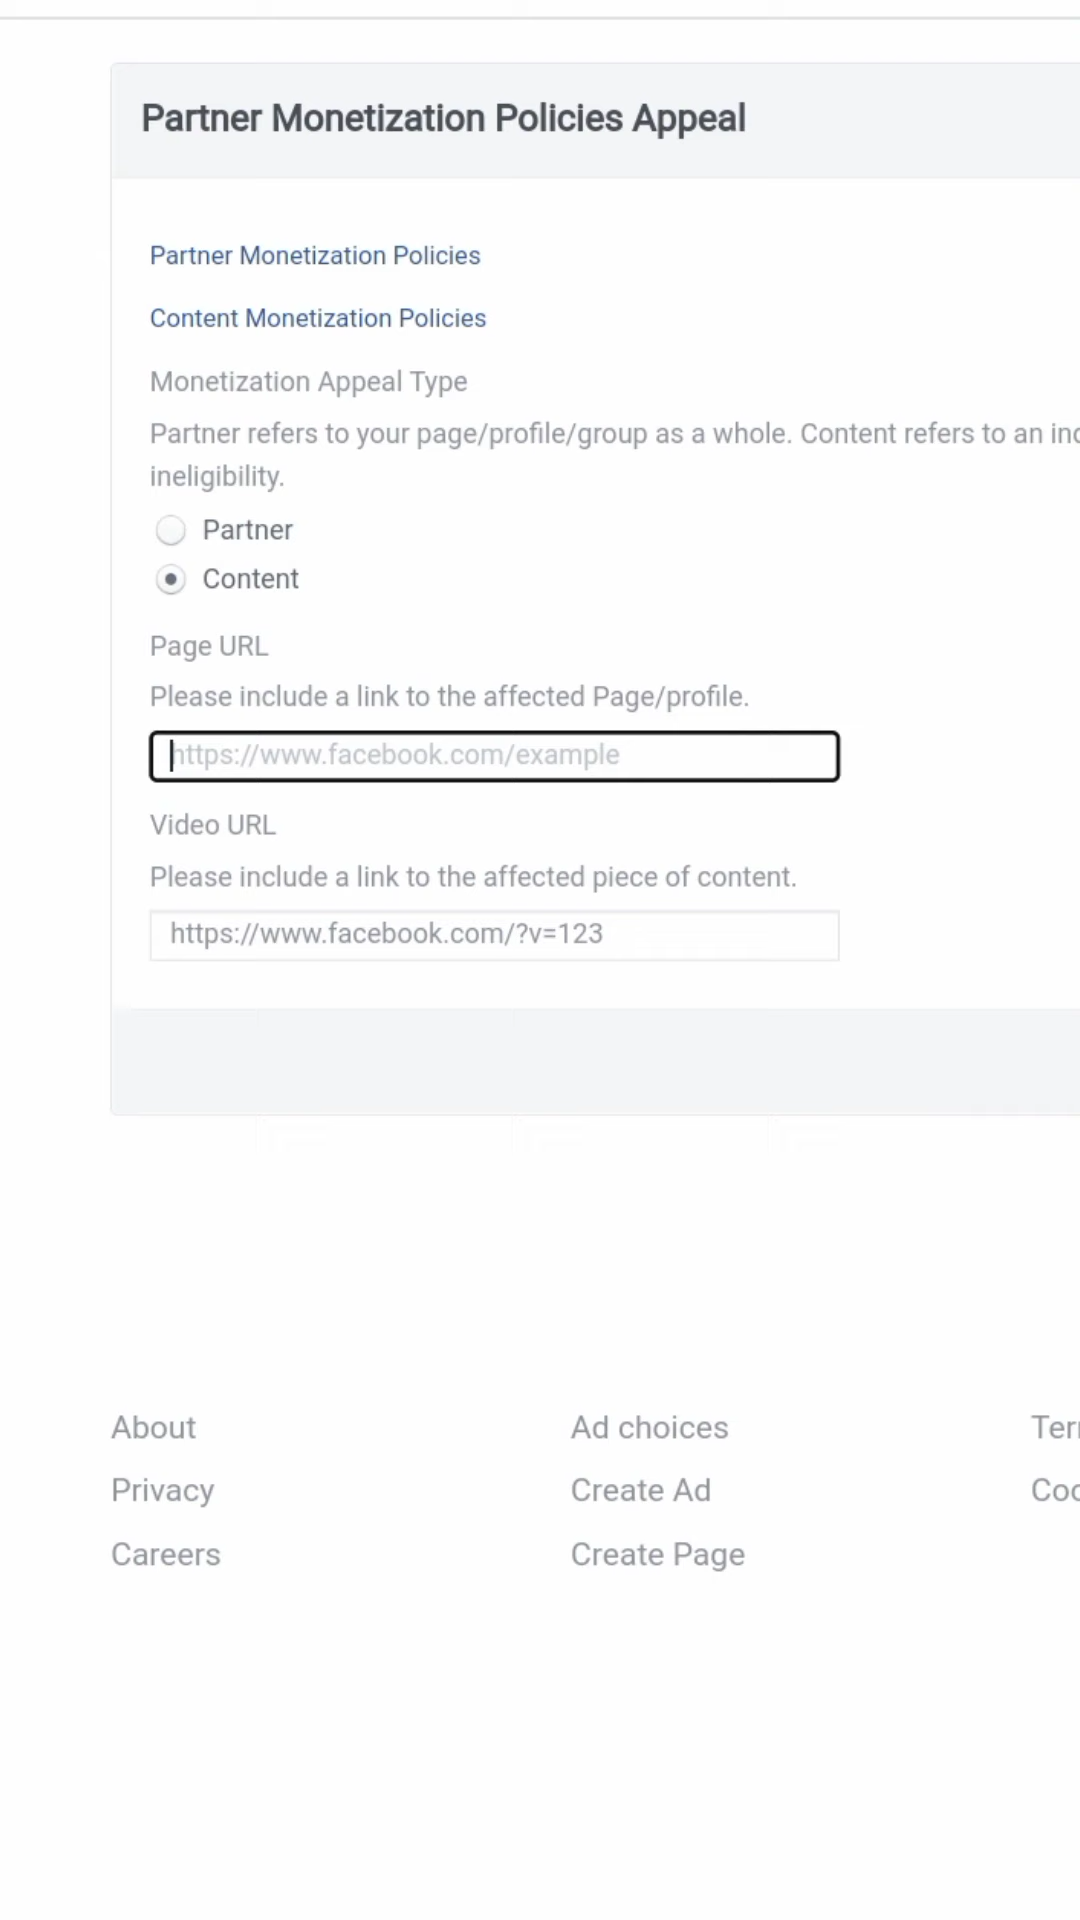 Partner Monetization Policies Appeal
Partner Monetization Policies
Content Monetization Policies
Monetization Appeal Type
Partner refers to your page/profile/group as a whole. Content refers to an
ineligibility.
Partner
Content
Page URL
Please include a link to the affected Page/profile.
https://www.facebook.com/example
Video URL
Please include a link to the affected piece of content.
https://www.facebook.com/?v=123
About
Ad choices
Privacy
Create Ad
Careers
Create Page